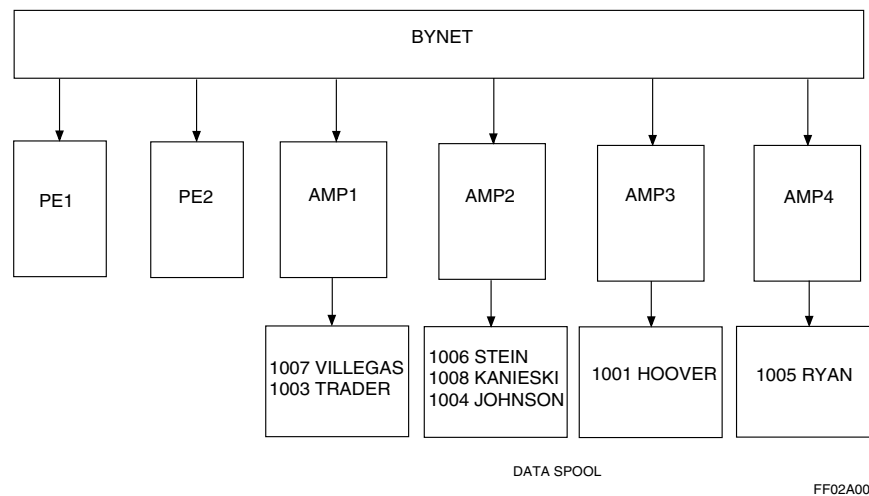 BYNET
PE1
PE2
AMP1
AMP2
AMP3
AMP4
1007 VILLEGAS
1003 TRADER
1006 STEIN
1008 KANIESKI
1004 JOHNSON
1001 HOOVER
1005 RYAN
DATA SPOOL
FF02A00